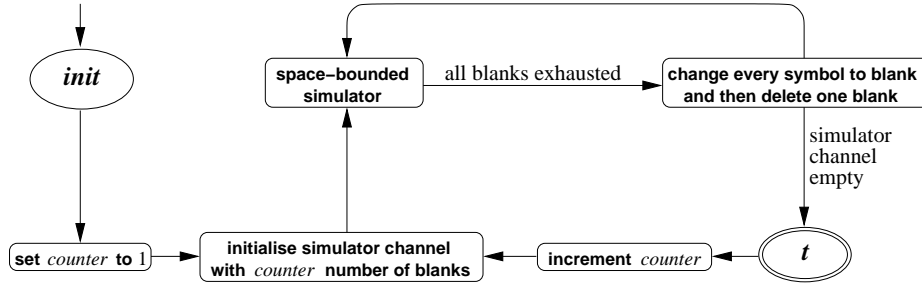 init
space–bounded
simulator
all blanks exhausted
change every symbol to blank
and then delete one blank
simulator
channel
empty
set counter to 1
initialise simulator channel
with counter number of blanks
increment counter
t